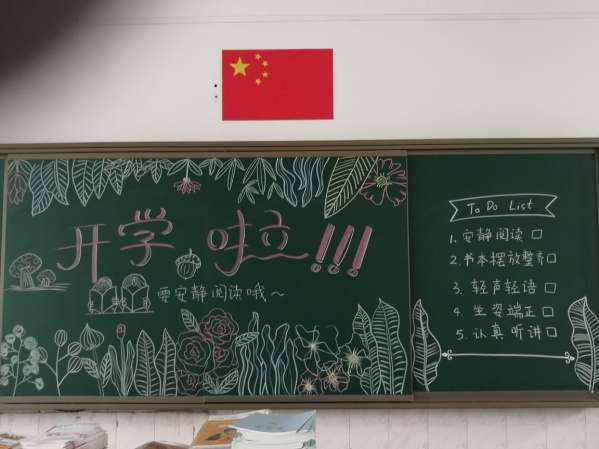 开学啦!!!
要安静阅读哦～
To Do List
1. 安静阅读
2. 书本摆放整齐
3. 轻声轻语
4. 坐姿端正
5. 认真听讲